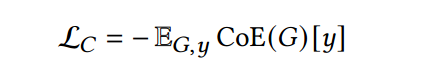 ℒ_C = − 𝔼_{G,y} CoE(G)[y]